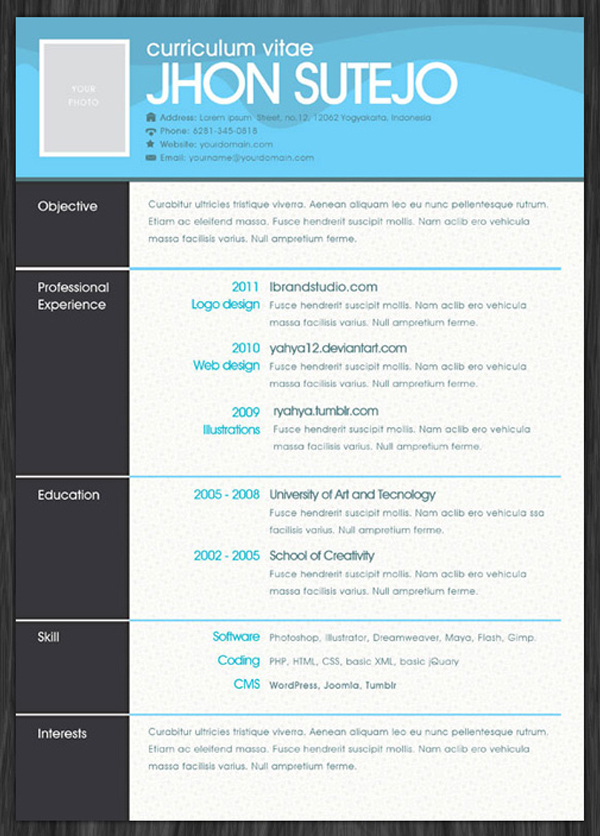 YOUR
PHOTO
curriculum vitae
JHON SUTEJO
Address: Lorem ipsum Street, no.12, 12062 Yogyakarta, Indonesia
Phone: 6281-345-0818
Website: yourdomain.com
Email: yourname@yourdomain.com
Objective
Curabitur ultricies tristique viverra. Aenean aliquam leo eu nunc pellentesque rutrum.
Etiam ac eleifend massa. Fusce hendrerit suscipit mollis. Nam aclib ero vehicula
massa facilisis varius. Null ampretium ferme.
Professional
Experience
2011 Ibrandstudio.com
Logo design Fusce hendrerit suscipit mollis. Nam aclib ero vehicula
massa facilisis varius. Null ampretium ferme.
2010 yahya12.deviantart.com
Web design Fusce hendrerit suscipit mollis. Nam aclib ero vehicula
massa facilisis varius. Null ampretium ferme.
2009 ryahya.tumblr.com
Illustrations Fusce hendrerit suscipit mollis. Nam aclib ero vehicula
massa facilisis varius. Null ampretium ferme.
Education
2005 - 2008 University of Art and Tecnology
Fusce hendrerit suscipit mollis. Nam aclib ero vehicula ssa
facilisis varius. Null ampretium ferme.
2002 - 2005 School of Creativity
Fusce hendrerit suscipit mollis. Nam aclib ero vehicula
massa facilisis varius. Null ampretium ferme.
Skill
Software Photoshop, Illustrator, Dreamweaver, Maya, Flash, Gimp.
Coding PHP, HTML, CSS, basic XML, basic jQuary
CMS WordPress, Joomla, Tumblr
Interests
Curabitur ultricies tristique viverra. Aenean aliquam leo eu nunc pellentesque rutrum.
Etiam ac eleifend massa. Fusce hendrerit suscipit mollis. Nam aclib ero vehicula
massa facilisis varius. Null ampretium ferme.